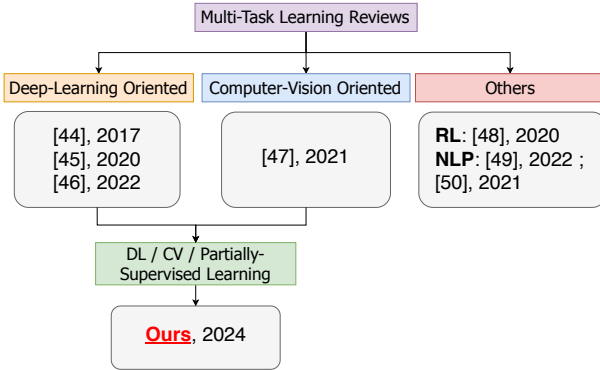 Multi-Task Learning Reviews
Deep-Learning Oriented
Computer-Vision Oriented
Others
[44], 2017
[45], 2020
[46], 2022
[47], 2021
RL: [48], 2020
NLP: [49], 2022 ;
[50], 2021
DL / CV / Partially-
Supervised Learning
Ours, 2024